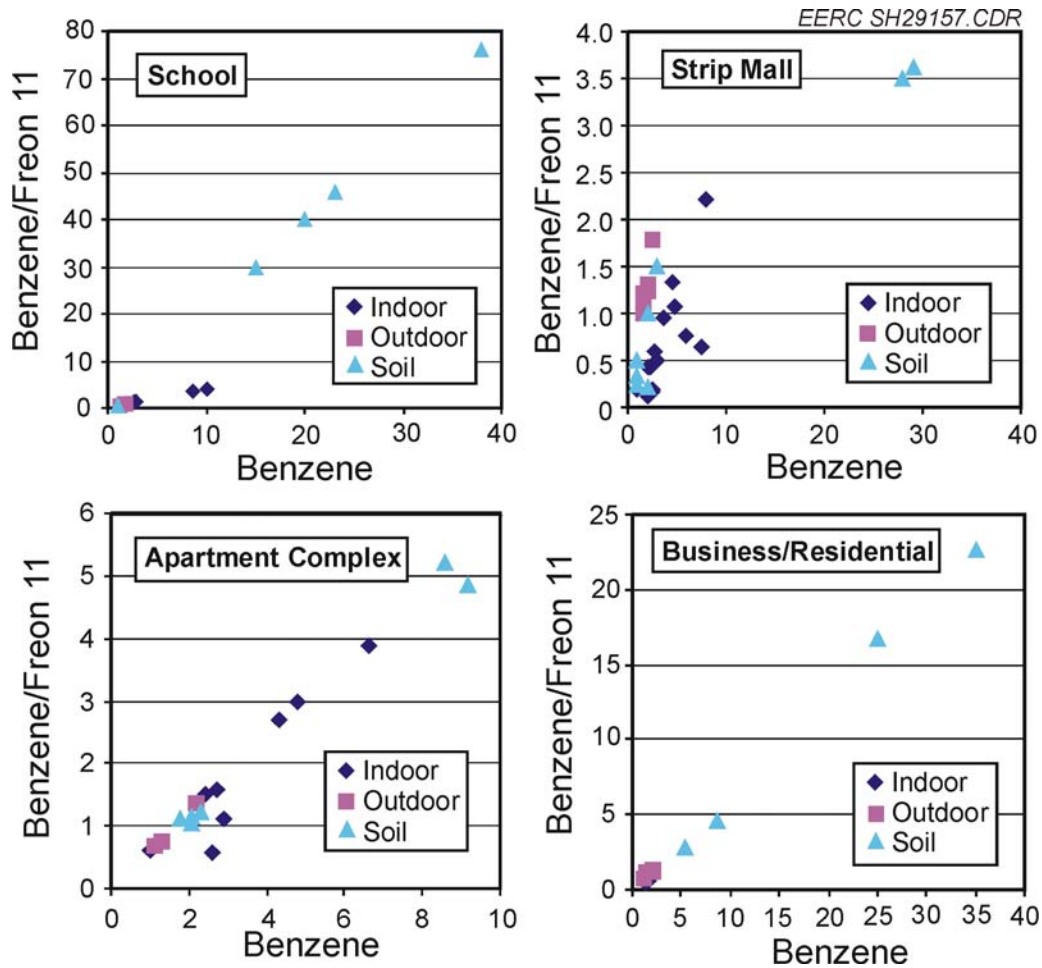 EERC SH29157.CDR
Benzene/Freon 11
80
70
60
50
40
30
20
10
0
School
Indoor
Outdoor
Soil
0 10 20 30 40
Benzene
Benzene/Freon 11
4.0
3.5
3.0
2.5
2.0
1.5
1.0
0.5
0.0
Strip Mall
Indoor
Outdoor
Soil
0 10 20 30 40
Benzene
Benzene/Freon 11
6
5
4
3
2
1
0
Apartment Complex
Indoor
Outdoor
Soil
0 2 4 6 8 10
Benzene
Benzene/Freon 11
25
20
15
10
5
0
Business/Residential
Indoor
Outdoor
Soil
0 5 10 15 20 25 30 35 40
Benzene